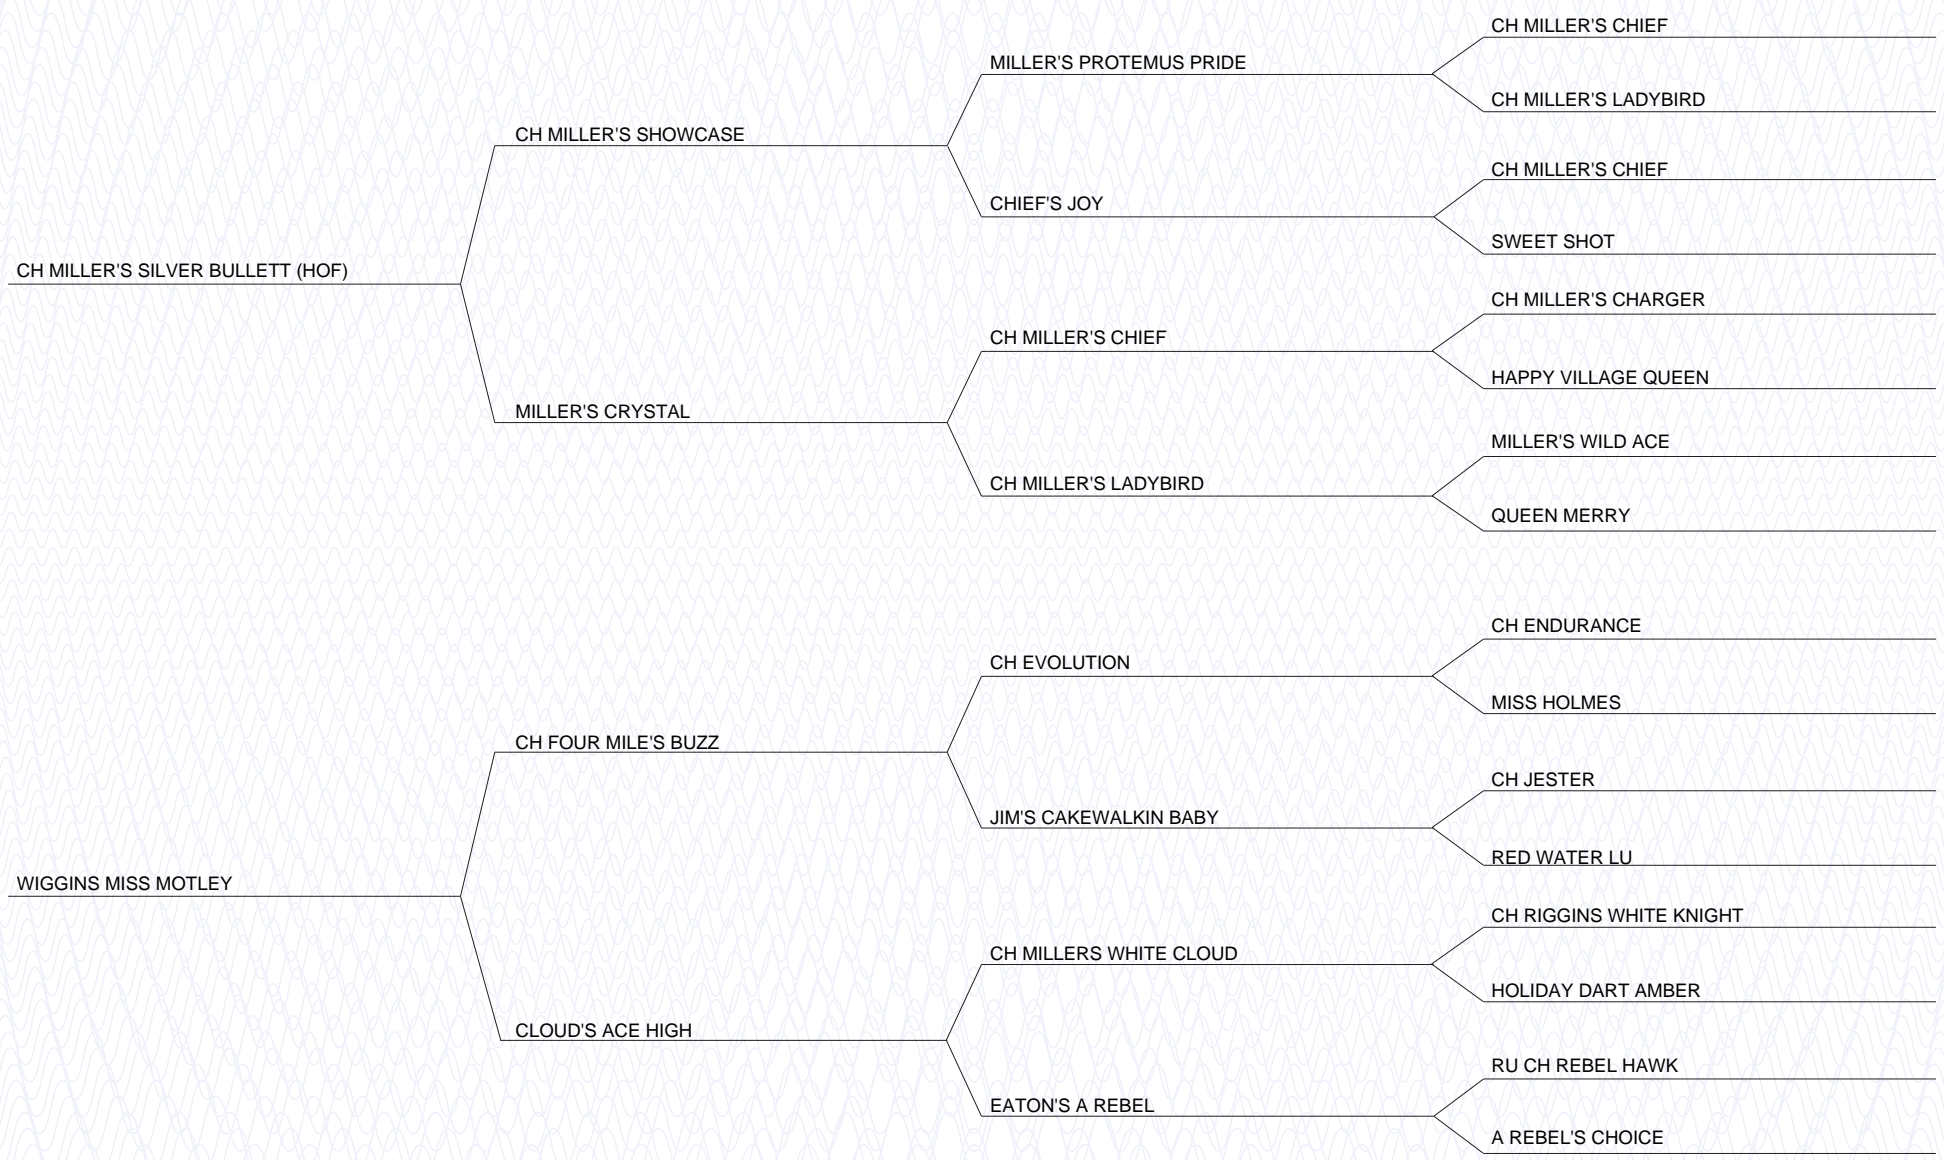 CH MILLER'S CHIEF
MILLER'S PROTEMUS PRIDE
CH MILLER'S LADYBIRD
CH MILLER'S SHOWCASE
CH MILLER'S CHIEF
CHIEF'S JOY
SWEET SHOT
CH MILLER'S SILVER BULLETT (HOF)
CH MILLER'S CHARGER
CH MILLER'S CHIEF
HAPPY VILLAGE QUEEN
MILLER'S CRYSTAL
MILLER'S WILD ACE
CH MILLER'S LADYBIRD
QUEEN MERRY
CH ENDURANCE
CH EVOLUTION
MISS HOLMES
CH FOUR MILE'S BUZZ
CH JESTER
JIM'S CAKEWALKIN BABY
RED WATER LU
WIGGINS MISS MOTLEY
CH RIGGINS WHITE KNIGHT
CH MILLERS WHITE CLOUD
HOLIDAY DART AMBER
CLOUD'S ACE HIGH
RU CH REBEL HAWK
EATON'S A REBEL
A REBEL'S CHOICE